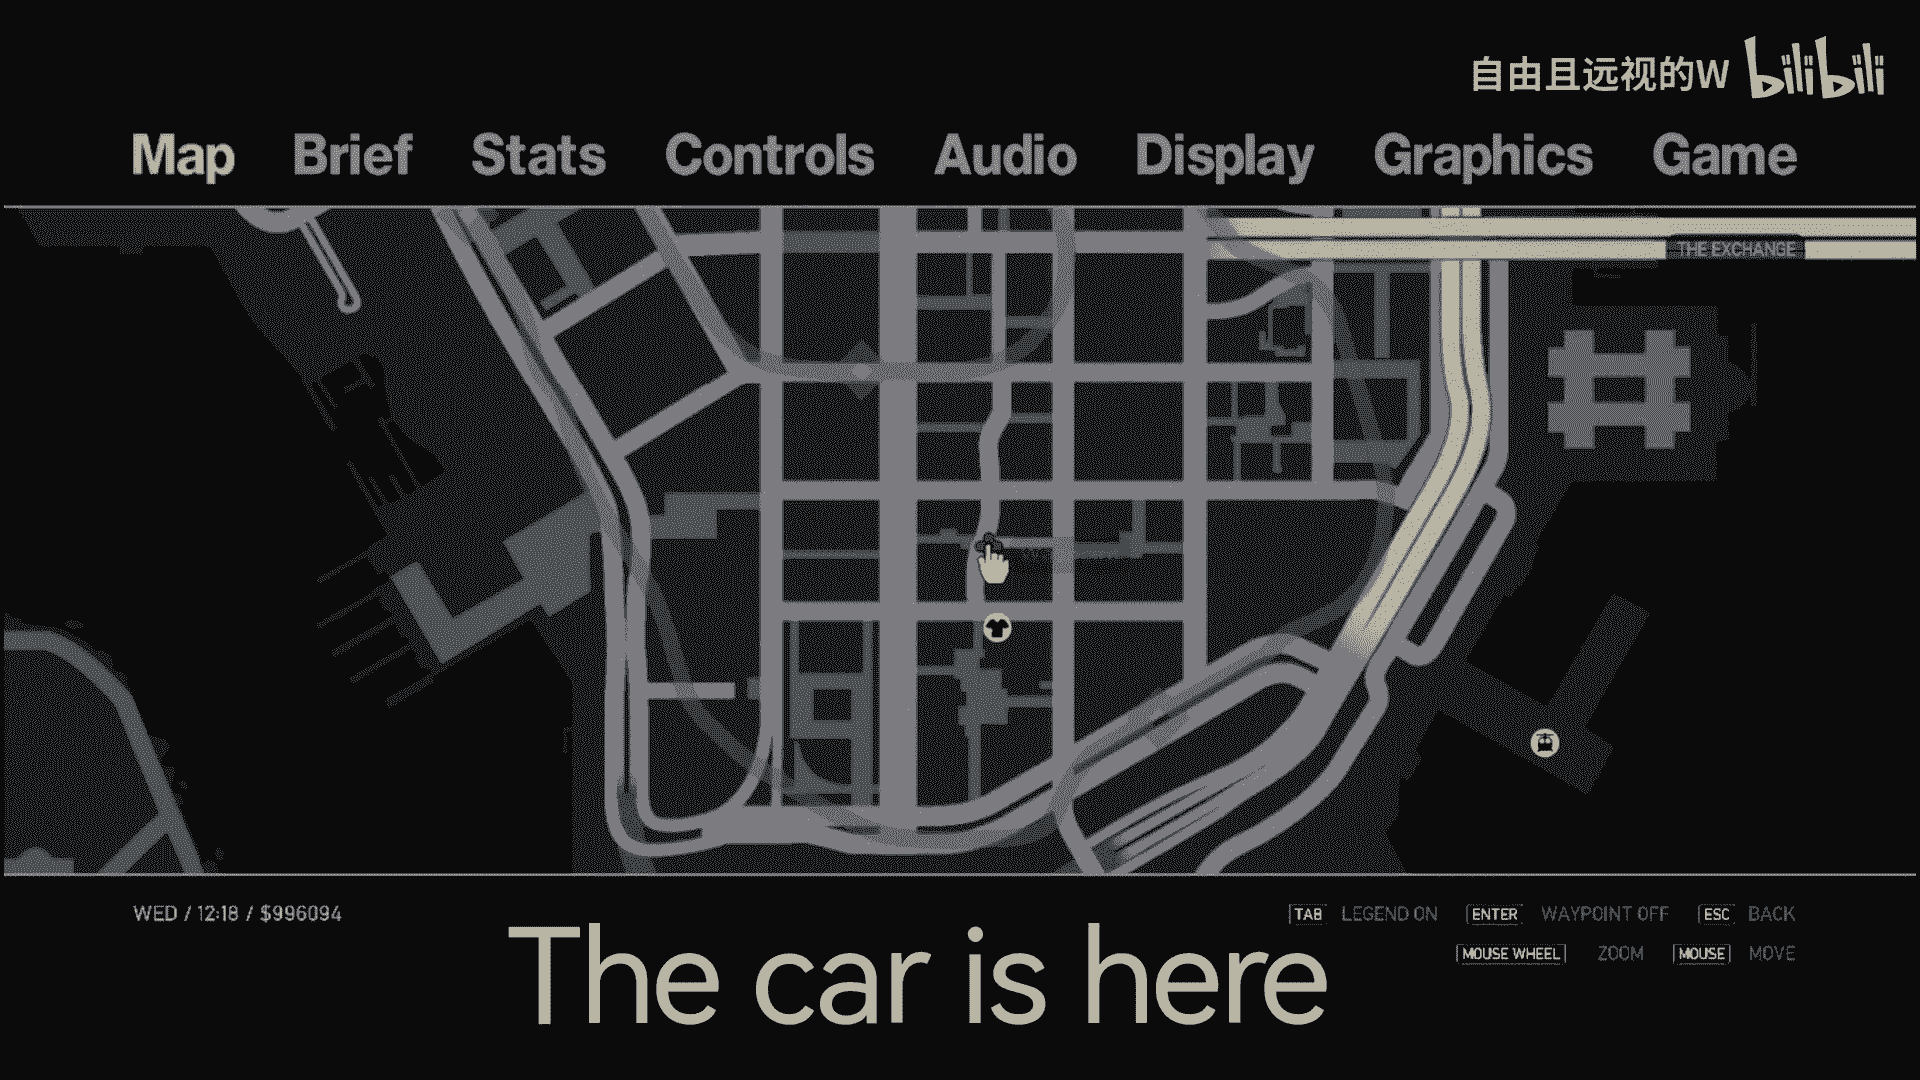 自由且远视的W bilibili
Map Brief Stats Controls Audio Display Graphics Game
THE EXCHANGE
WED / 12:18 / $996094
TAB LEGEND ON ENTER WAYPOINT OFF ESC BACK
MOUSE WHEEL ZOOM MOUSE MOVE
The car is here